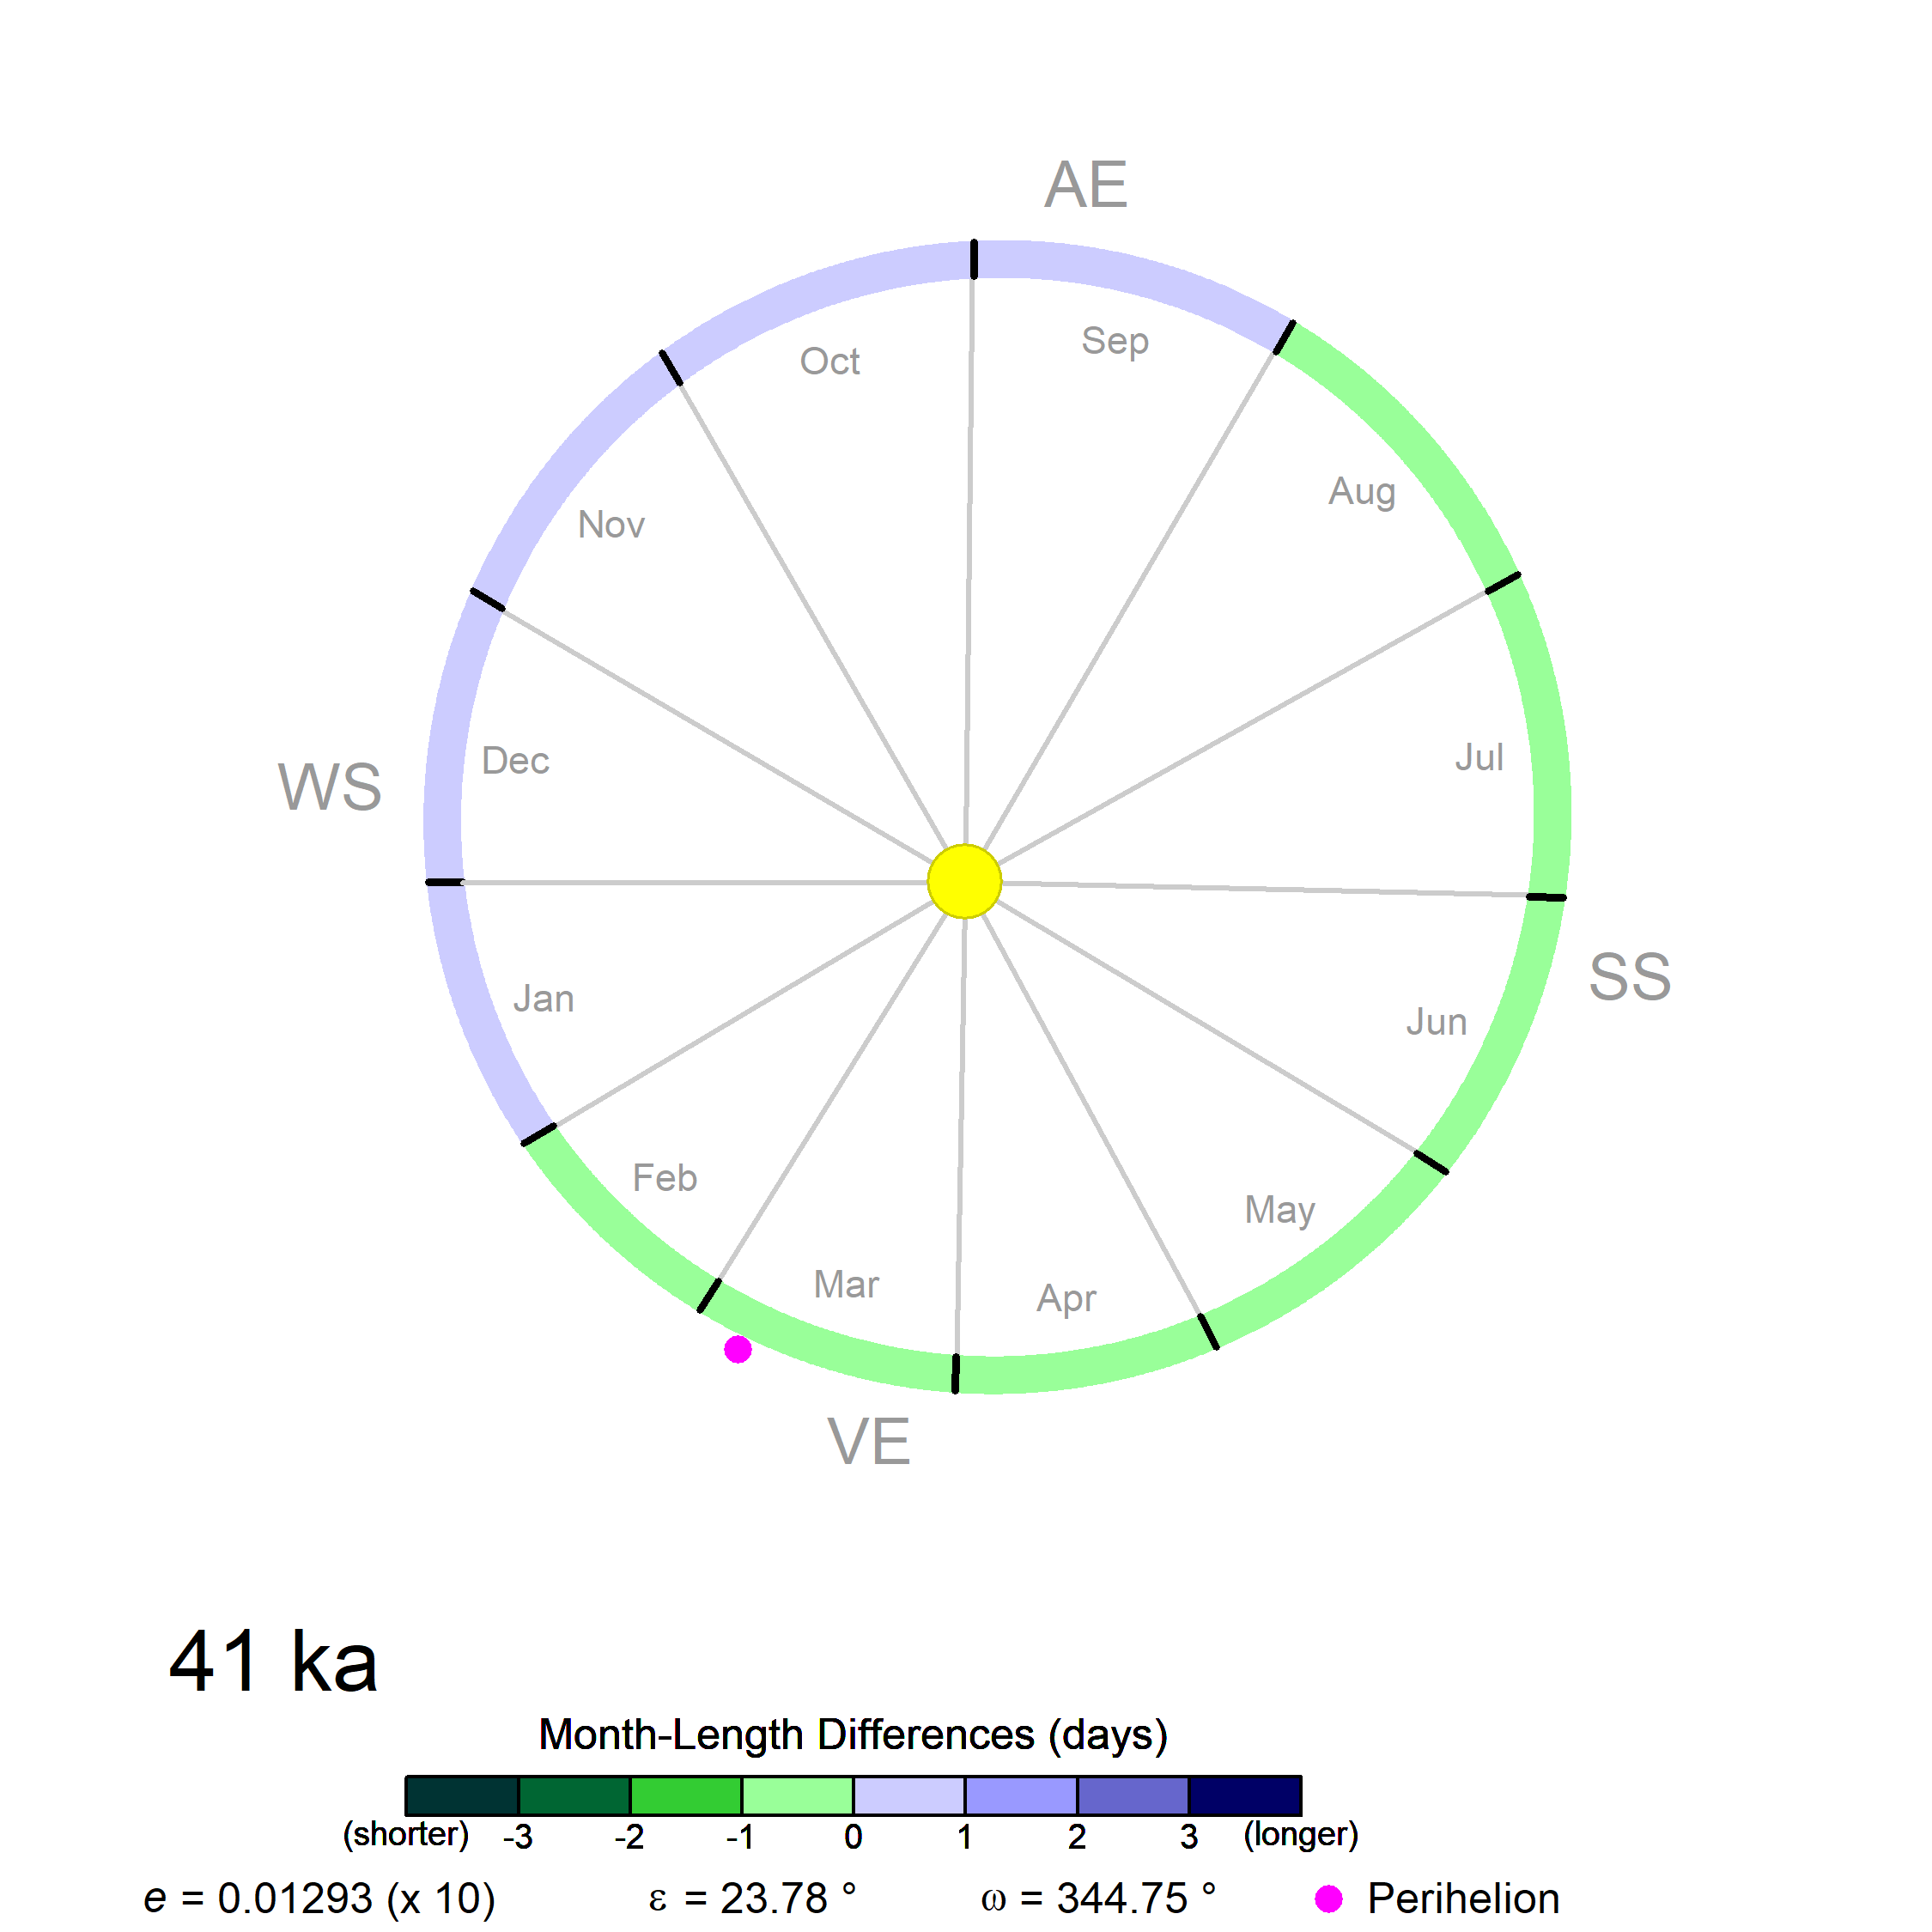 AE
Sep
Oct
Aug
Nov
Jul
Dec
WS
SS
Jan
Jun
Feb
May
Mar
Apr
VE
41 ka
Month-Length Differences (days)
(shorter) -3 -2 -1 0 1 2 3 (longer)
e = 0.01293 (x 10) ε = 23.78 ° ω = 344.75 ° Perihelion